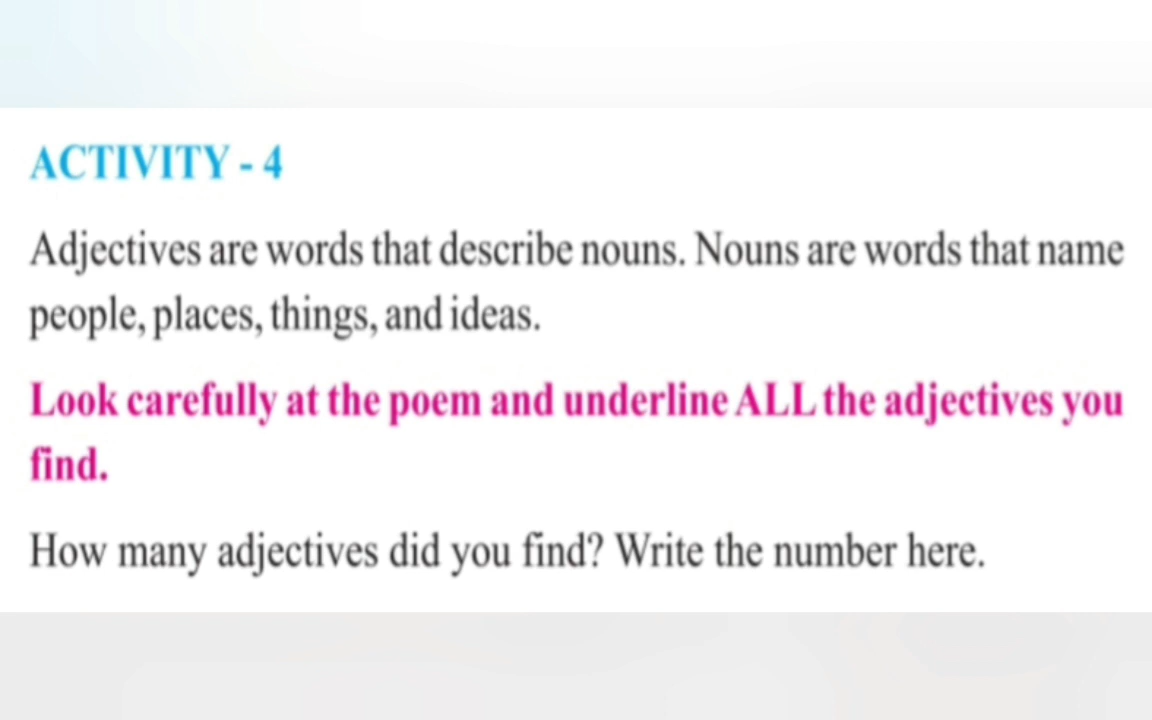 ACTIVITY - 4
Adjectives are words that describe nouns. Nouns are words that name
people, places, things, and ideas.
Look carefully at the poem and underline ALL the adjectives you
find.
How many adjectives did you find? Write the number here.